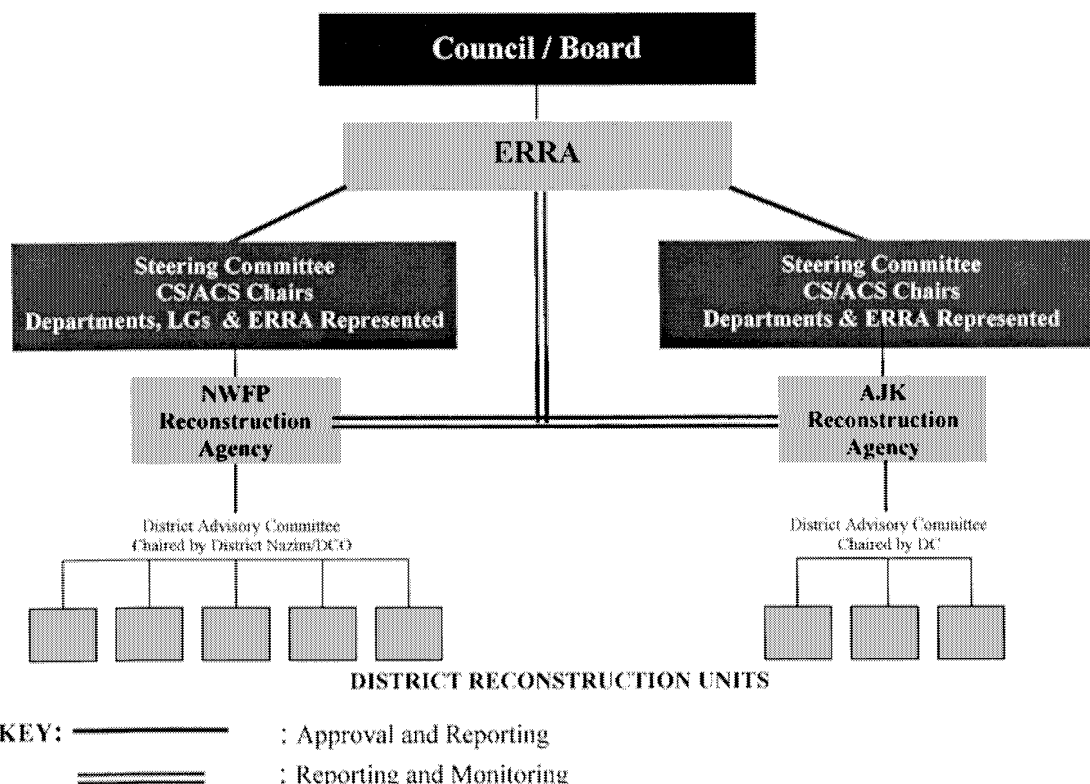 Council / Board
ERRA
Steering Committee
CS/ACS Chairs
Departments, LGs & ERRA Represented
Steering Committee
CS/ACS Chairs
Departments & ERRA Represented
NWFP
Reconstruction
Agency
AJK
Reconstruction
Agency
District Advisory Committee
Chaired by District Nazim/DCO
District Advisory Committee
Chaired by DC
DISTRICT RECONSTRUCTION UNITS
KEY:
: Approval and Reporting
: Reporting and Monitoring